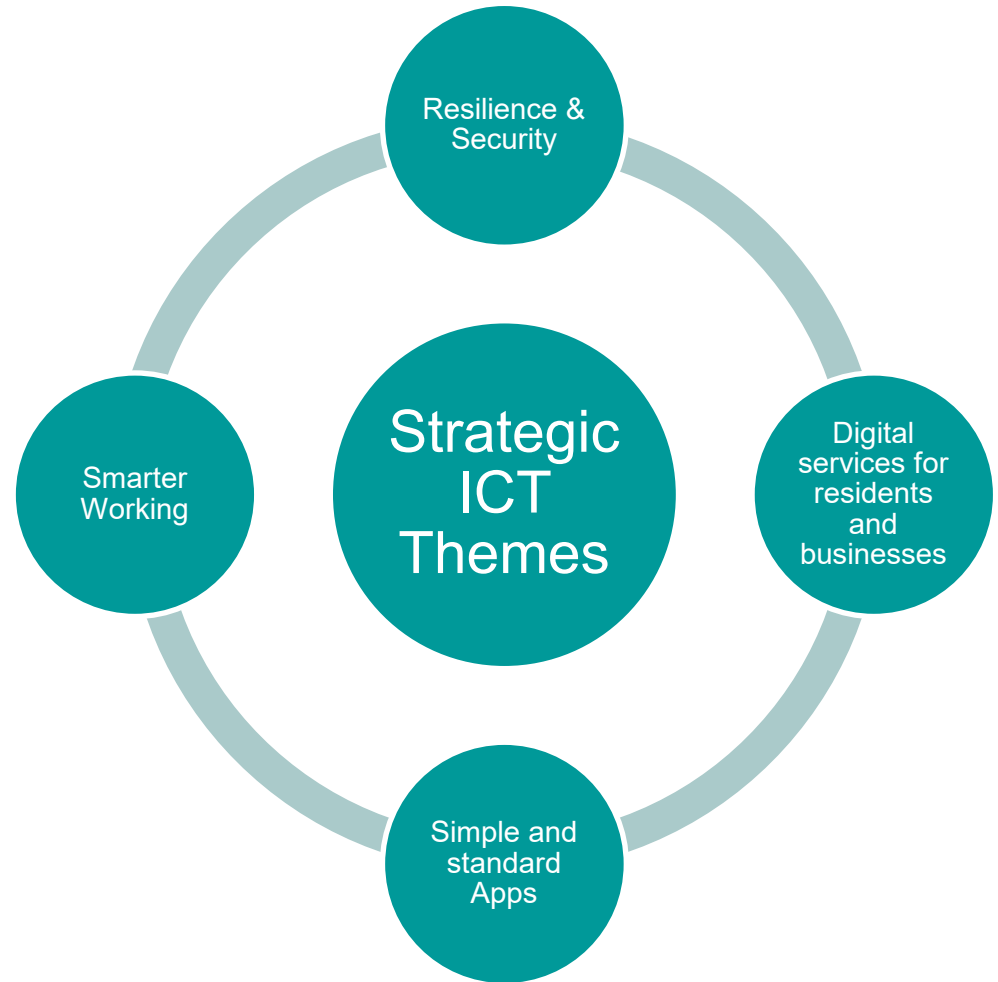 Resilience &
Security
Strategic
ICT
Themes
Smarter
Working
Digital
services for
residents
and
businesses
Simple and
standard
Apps